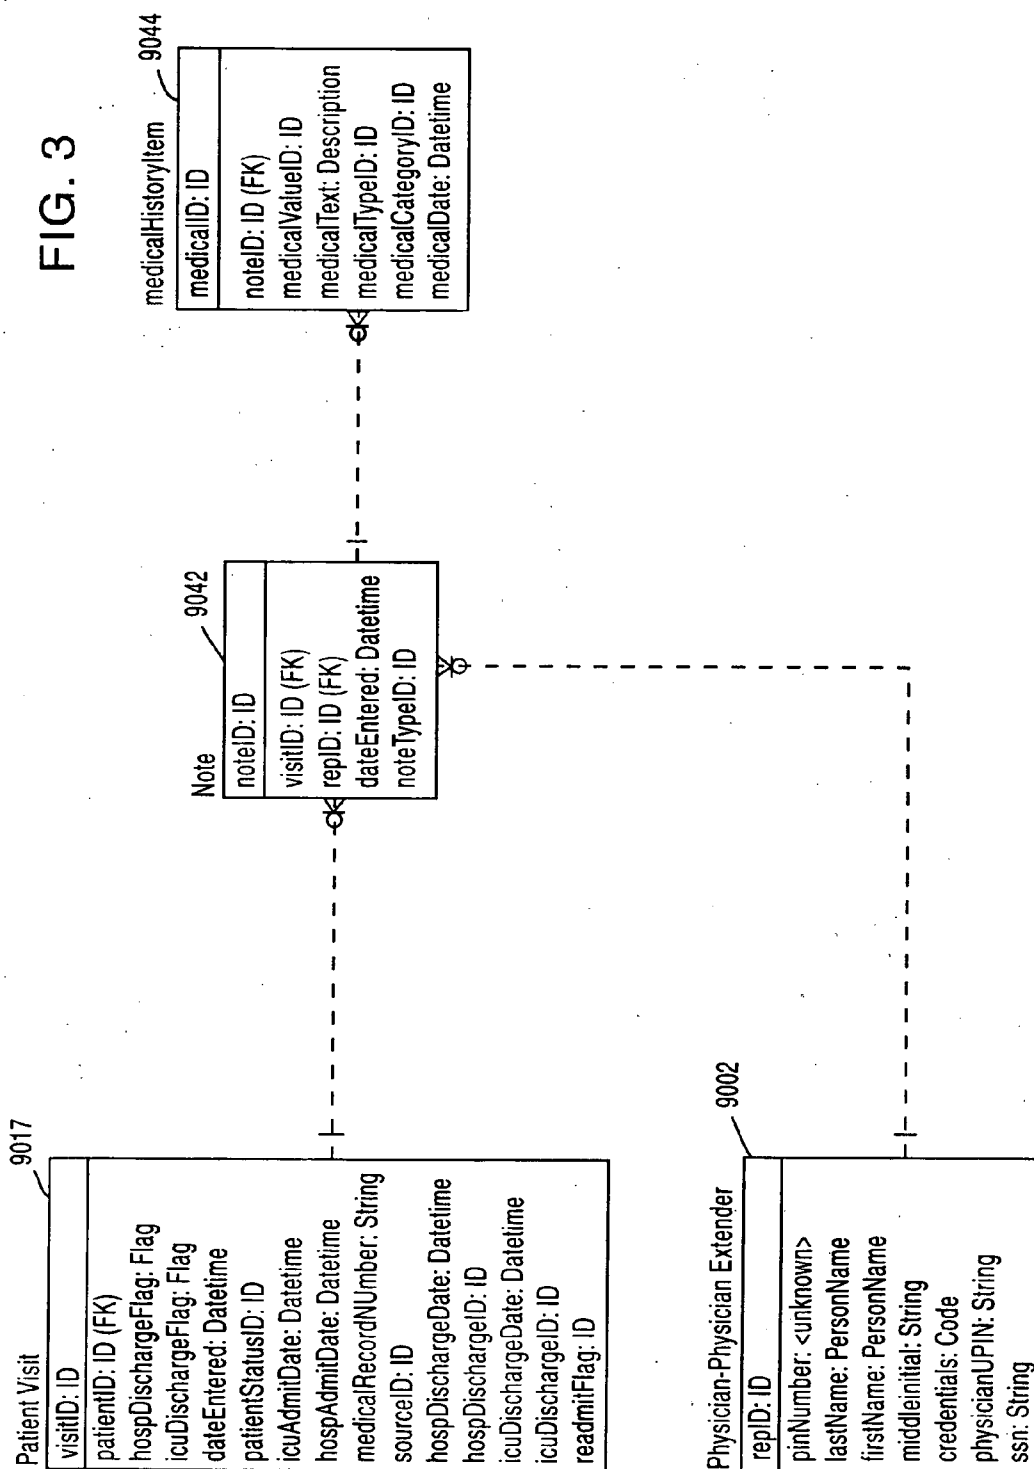 FIG. 3
Patient Visit
9017
visitID: ID
patientID: ID (FK)
hospDischargeFlag: Flag
icuDischargeFlag: Flag
dateEntered: Datetime
patientStatusID: ID
icuAdmitDate: Datetime
hospAdmitDate: Datetime
medicalRecordNUmber: String
sourceID: ID
hospDischargeDate: Datetime
hospDischargeID: ID
icuDischargeDate: Datetime
icuDischargeID: ID
readmitFlag: ID
Note
9042
noteID: ID
visitID: ID (FK)
repID: ID (FK)
dateEntered: Datetime
noteTypeID: ID
medicalHistoryItem
9044
medicalID: ID
noteID: ID (FK)
medicalValueID: ID
medicalText: Description
medicalTypeID: ID
medicalCategoryID: ID
medicalDate: Datetime
Physician-Physician Extender
9002
repID: ID
pinNumber: <unknown>
lastName: PersonName
firstName: PersonName
middleinitial: String
credentials: Code
physicianUPIN: String
ssn: String